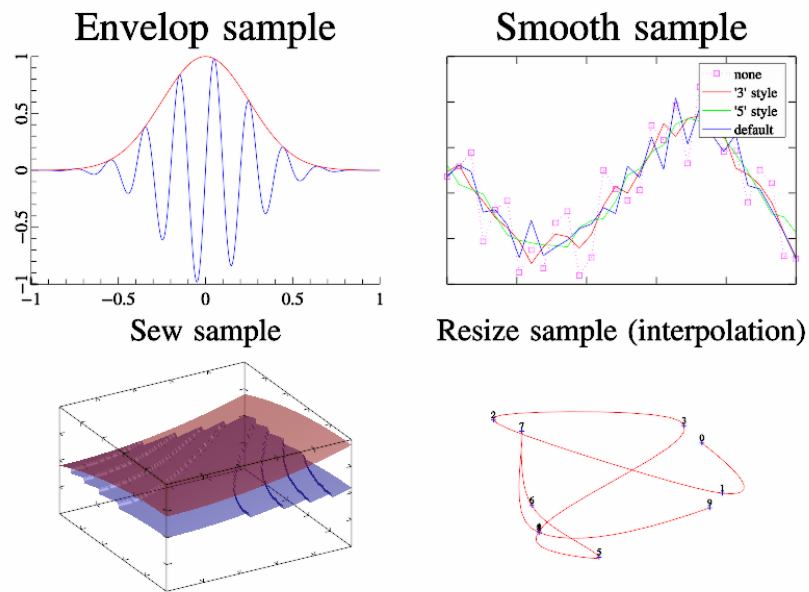 Envelop sample
1
0.5
0
−0.5
−1
−1
−0.5
0
0.5
1
Smooth sample
none
'3' style
'5' style
default
Sew sample
Resize sample (interpolation)
2
7
3
0
1
9
6
5